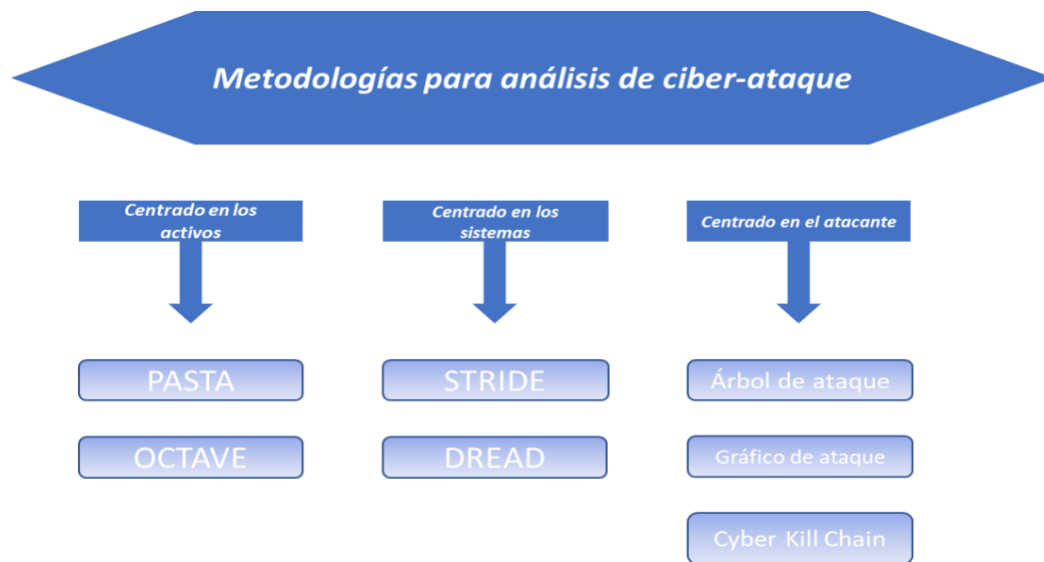 Metodologías para análisis de ciber-ataque
Centrado en los
activos
Centrado en los
sistemas
Centrado en el atacante
PASTA
STRIDE
Árbol de ataque
OCTAVE
DREAD
Gráfico de ataque
Cyber Kill Chain